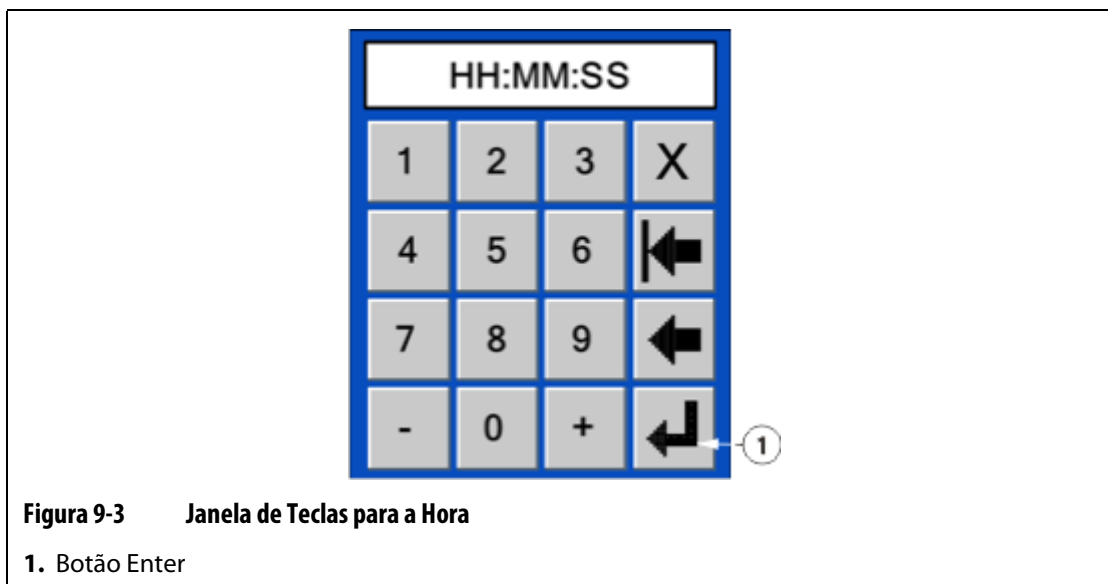 HH:MM:SS
1 2 3 X
4 5 6
7 8 9
- 0 +
1
Figura 9-3 Janela de Teclas para a Hora
1. Botão Enter